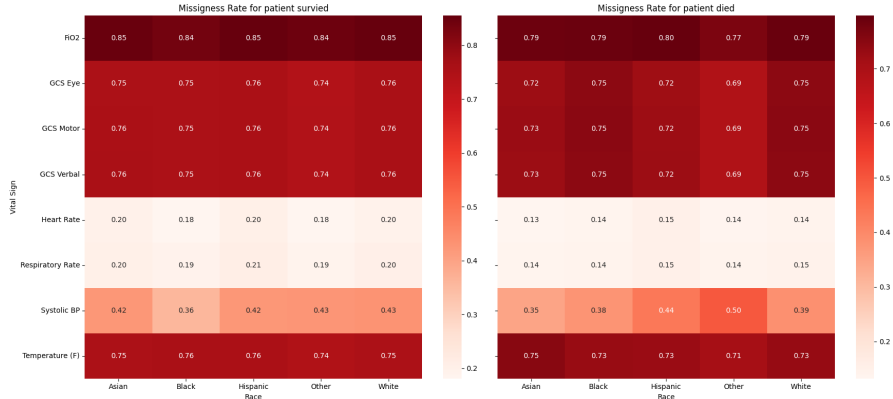 Missigness Rate for patient survied
FiO2 0.85 0.84 0.85 0.84 0.85
GCS Eye 0.75 0.75 0.76 0.74 0.76
GCS Motor 0.76 0.75 0.76 0.74 0.76
GCS Verbal 0.76 0.75 0.76 0.74 0.76
Heart Rate 0.20 0.18 0.20 0.18 0.20
Respiratory Rate 0.20 0.19 0.21 0.19 0.20
Systolic BP 0.42 0.36 0.42 0.43 0.43
Temperature (F) 0.75 0.76 0.76 0.74 0.75
Vital Sign
Asian Black Hispanic Other White
Race
0.8
0.7
0.6
0.5
0.4
0.3
0.2
Missigness Rate for patient died
0.79 0.79 0.80 0.77 0.79
0.72 0.75 0.72 0.69 0.75
0.73 0.75 0.72 0.69 0.75
0.73 0.75 0.72 0.69 0.75
0.13 0.14 0.15 0.14 0.14
0.14 0.14 0.15 0.14 0.15
0.35 0.38 0.44 0.50 0.39
0.75 0.73 0.73 0.71 0.73
Asian Black Hispanic Other White
Race
0.7
0.6
0.5
0.4
0.3
0.2